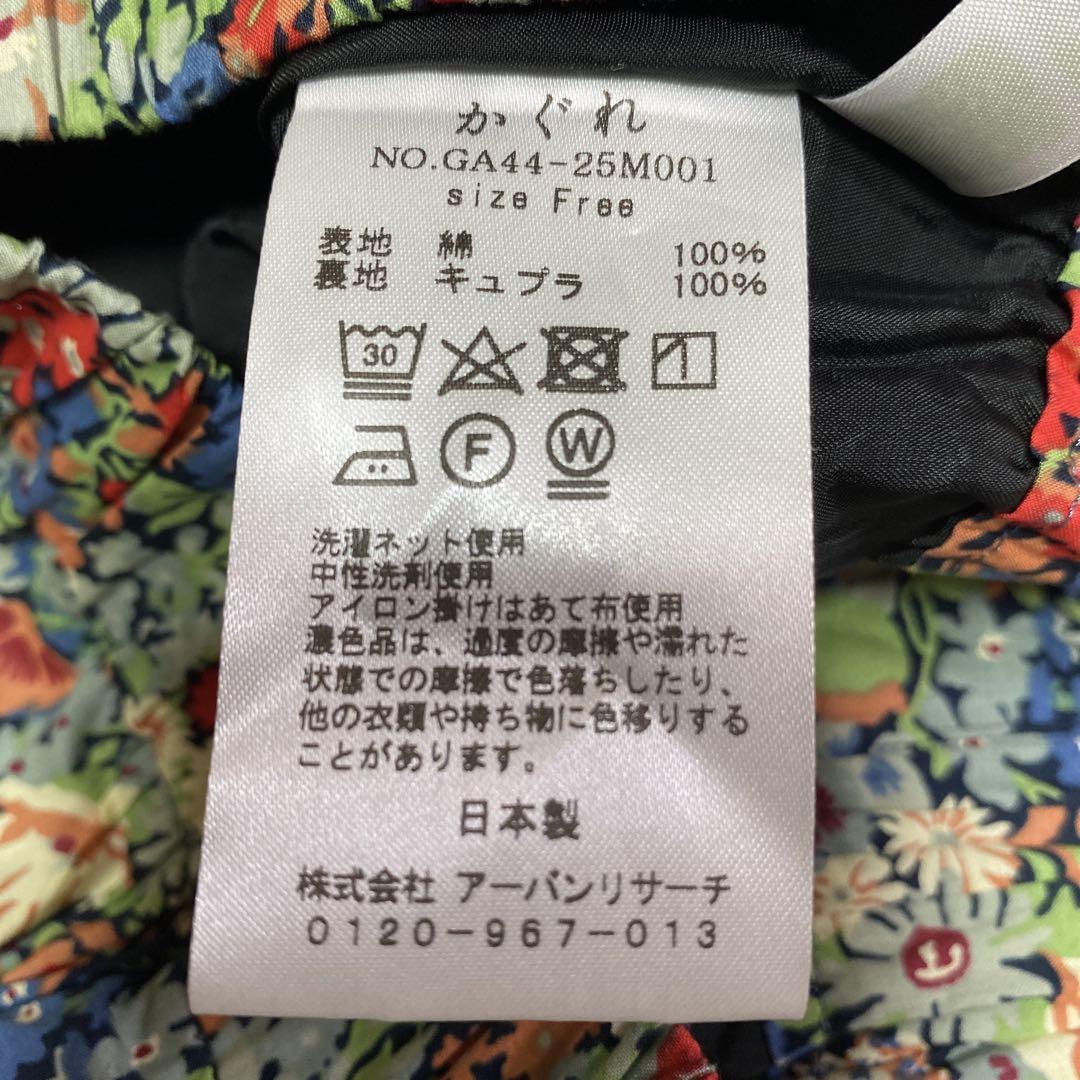 かぐれ
NO.GA44-25M001
size Free
表地 綿 100%
裏地 キュプラ 100%
30
F W
洗濯ネット使用
中性洗剤使用
アイロン掛けはあて布使用
濃色品は、過度の摩擦や濡れた
状態での摩擦で色落ちしたり、
他の衣類や持ち物に色移りする
ことがあります。
日本製
株式会社 アーバンリサーチ
0120-967-013